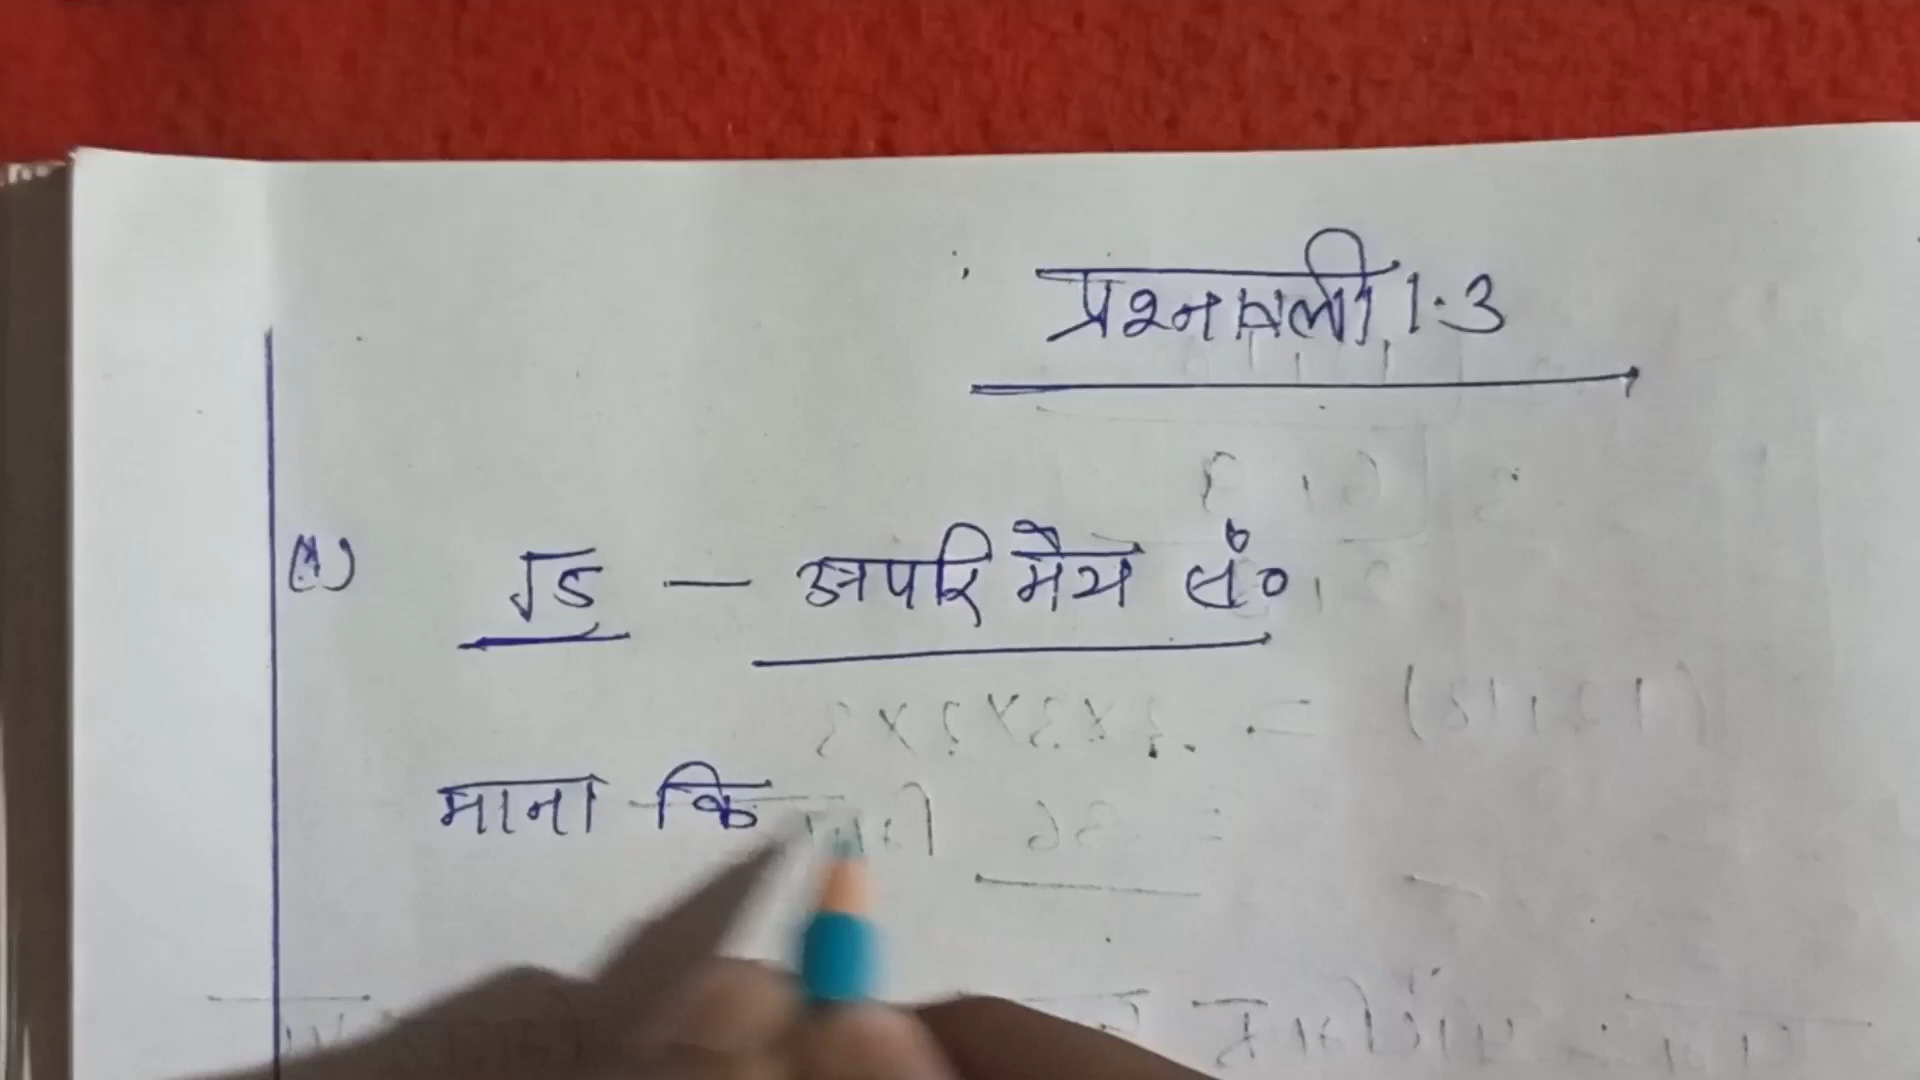 प्रश्नावली 1.3
(1) √5 — अपरिमेय सं०
माना कि